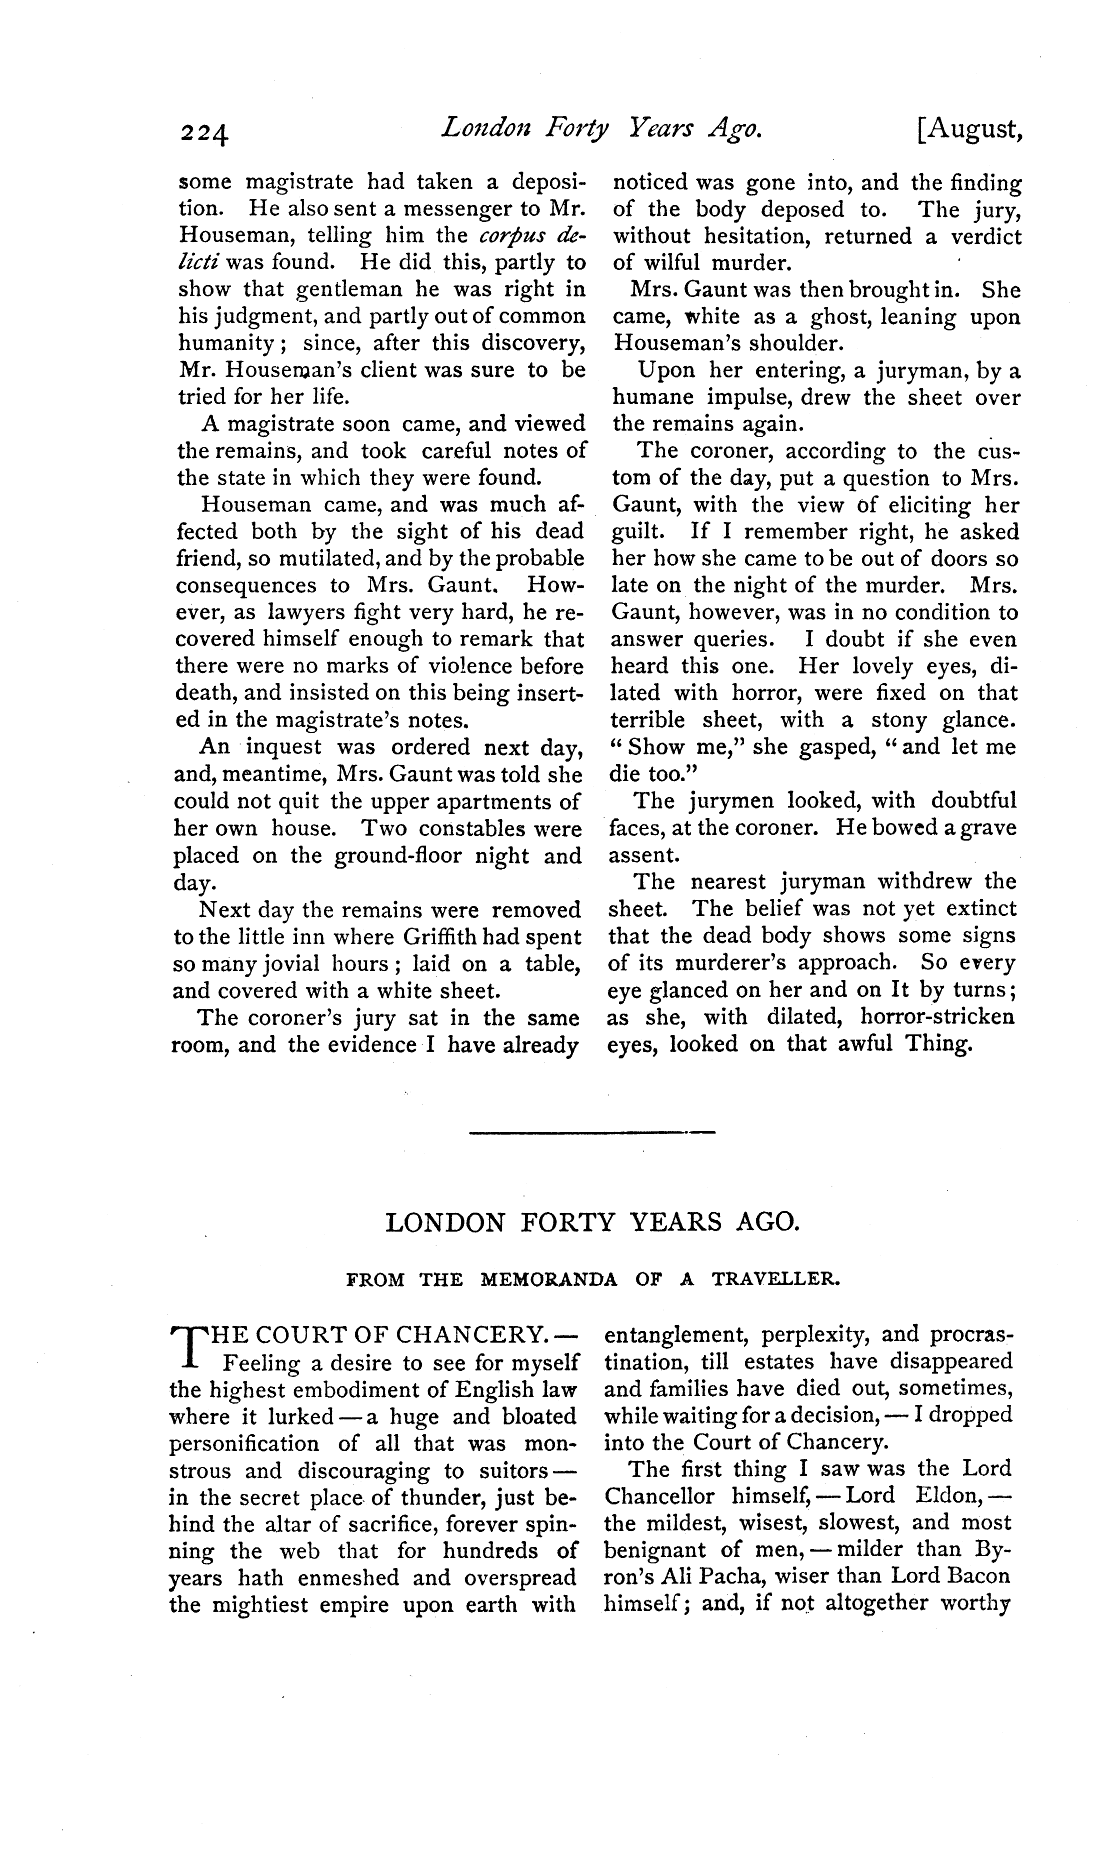 224 London Forty Years Ago. [August,
some magistrate had taken a deposi-
tion. He also sent a messenger to Mr.
Houseman, telling him the corpus de-
licti was found. He did this, partly to
show that gentleman he was right in
his judgment, and partly out of common
humanity; since, after this discovery,
Mr. Houseman's client was sure to be
tried for her life.
A magistrate soon came, and viewed
the remains, and took careful notes of
the state in which they were found.
Houseman came, and was much af-
fected both by the sight of his dead
friend, so mutilated, and by the probable
consequences to Mrs. Gaunt. How-
ever, as lawyers fight very hard, he re-
covered himself enough to remark that
there were no marks of violence before
death, and insisted on this being insert-
ed in the magistrate's notes.
An inquest was ordered next day,
and, meantime, Mrs. Gaunt was told she
could not quit the upper apartments of
her own house. Two constables were
placed on the ground-floor night and
day.
Next day the remains were removed
to the little inn where Griffith had spent
so many jovial hours; laid on a table,
and covered with a white sheet.
The coroner's jury sat in the same
room, and the evidence I have already
noticed was gone into, and the finding
of the body deposed to. The jury,
without hesitation, returned a verdict
of wilful murder.
Mrs. Gaunt was then brought in. She
came, white as a ghost, leaning upon
Houseman's shoulder.
Upon her entering, a juryman, by a
humane impulse, drew the sheet over
the remains again.
The coroner, according to the cus-
tom of the day, put a question to Mrs.
Gaunt, with the view of eliciting her
guilt. If I remember right, he asked
her how she came to be out of doors so
late on the night of the murder. Mrs.
Gaunt, however, was in no condition to
answer queries. I doubt if she even
heard this one. Her lovely eyes, di-
lated with horror, were fixed on that
terrible sheet, with a stony glance.
"Show me," she gasped, "and let me
die too."
The jurymen looked, with doubtful
faces, at the coroner. He bowed a grave
assent.
The nearest juryman withdrew the
sheet. The belief was not yet extinct
that the dead body shows some signs
of its murderer's approach. So every
eye glanced on her and on It by turns;
as she, with dilated, horror-stricken
eyes, looked on that awful Thing.
LONDON FORTY YEARS AGO.
FROM THE MEMORANDA OF A TRAVELLER.
THE COURT OF CHANCERY. —
Feeling a desire to see for myself
the highest embodiment of English law
where it lurked — a huge and bloated
personification of all that was mon-
strous and discouraging to suitors —
in the secret place of thunder, just be-
hind the altar of sacrifice, forever spin-
ning the web that for hundreds of
years hath enmeshed and overspread
the mightiest empire upon earth with
entanglement, perplexity, and procras-
tination, till estates have disappeared
and families have died out, sometimes,
while waiting for a decision, — I dropped
into the Court of Chancery.
The first thing I saw was the Lord
Chancellor himself, — Lord Eldon, —
the mildest, wisest, slowest, and most
benignant of men, — milder than By-
ron's Ali Pacha, wiser than Lord Bacon
himself; and, if not altogether worthy